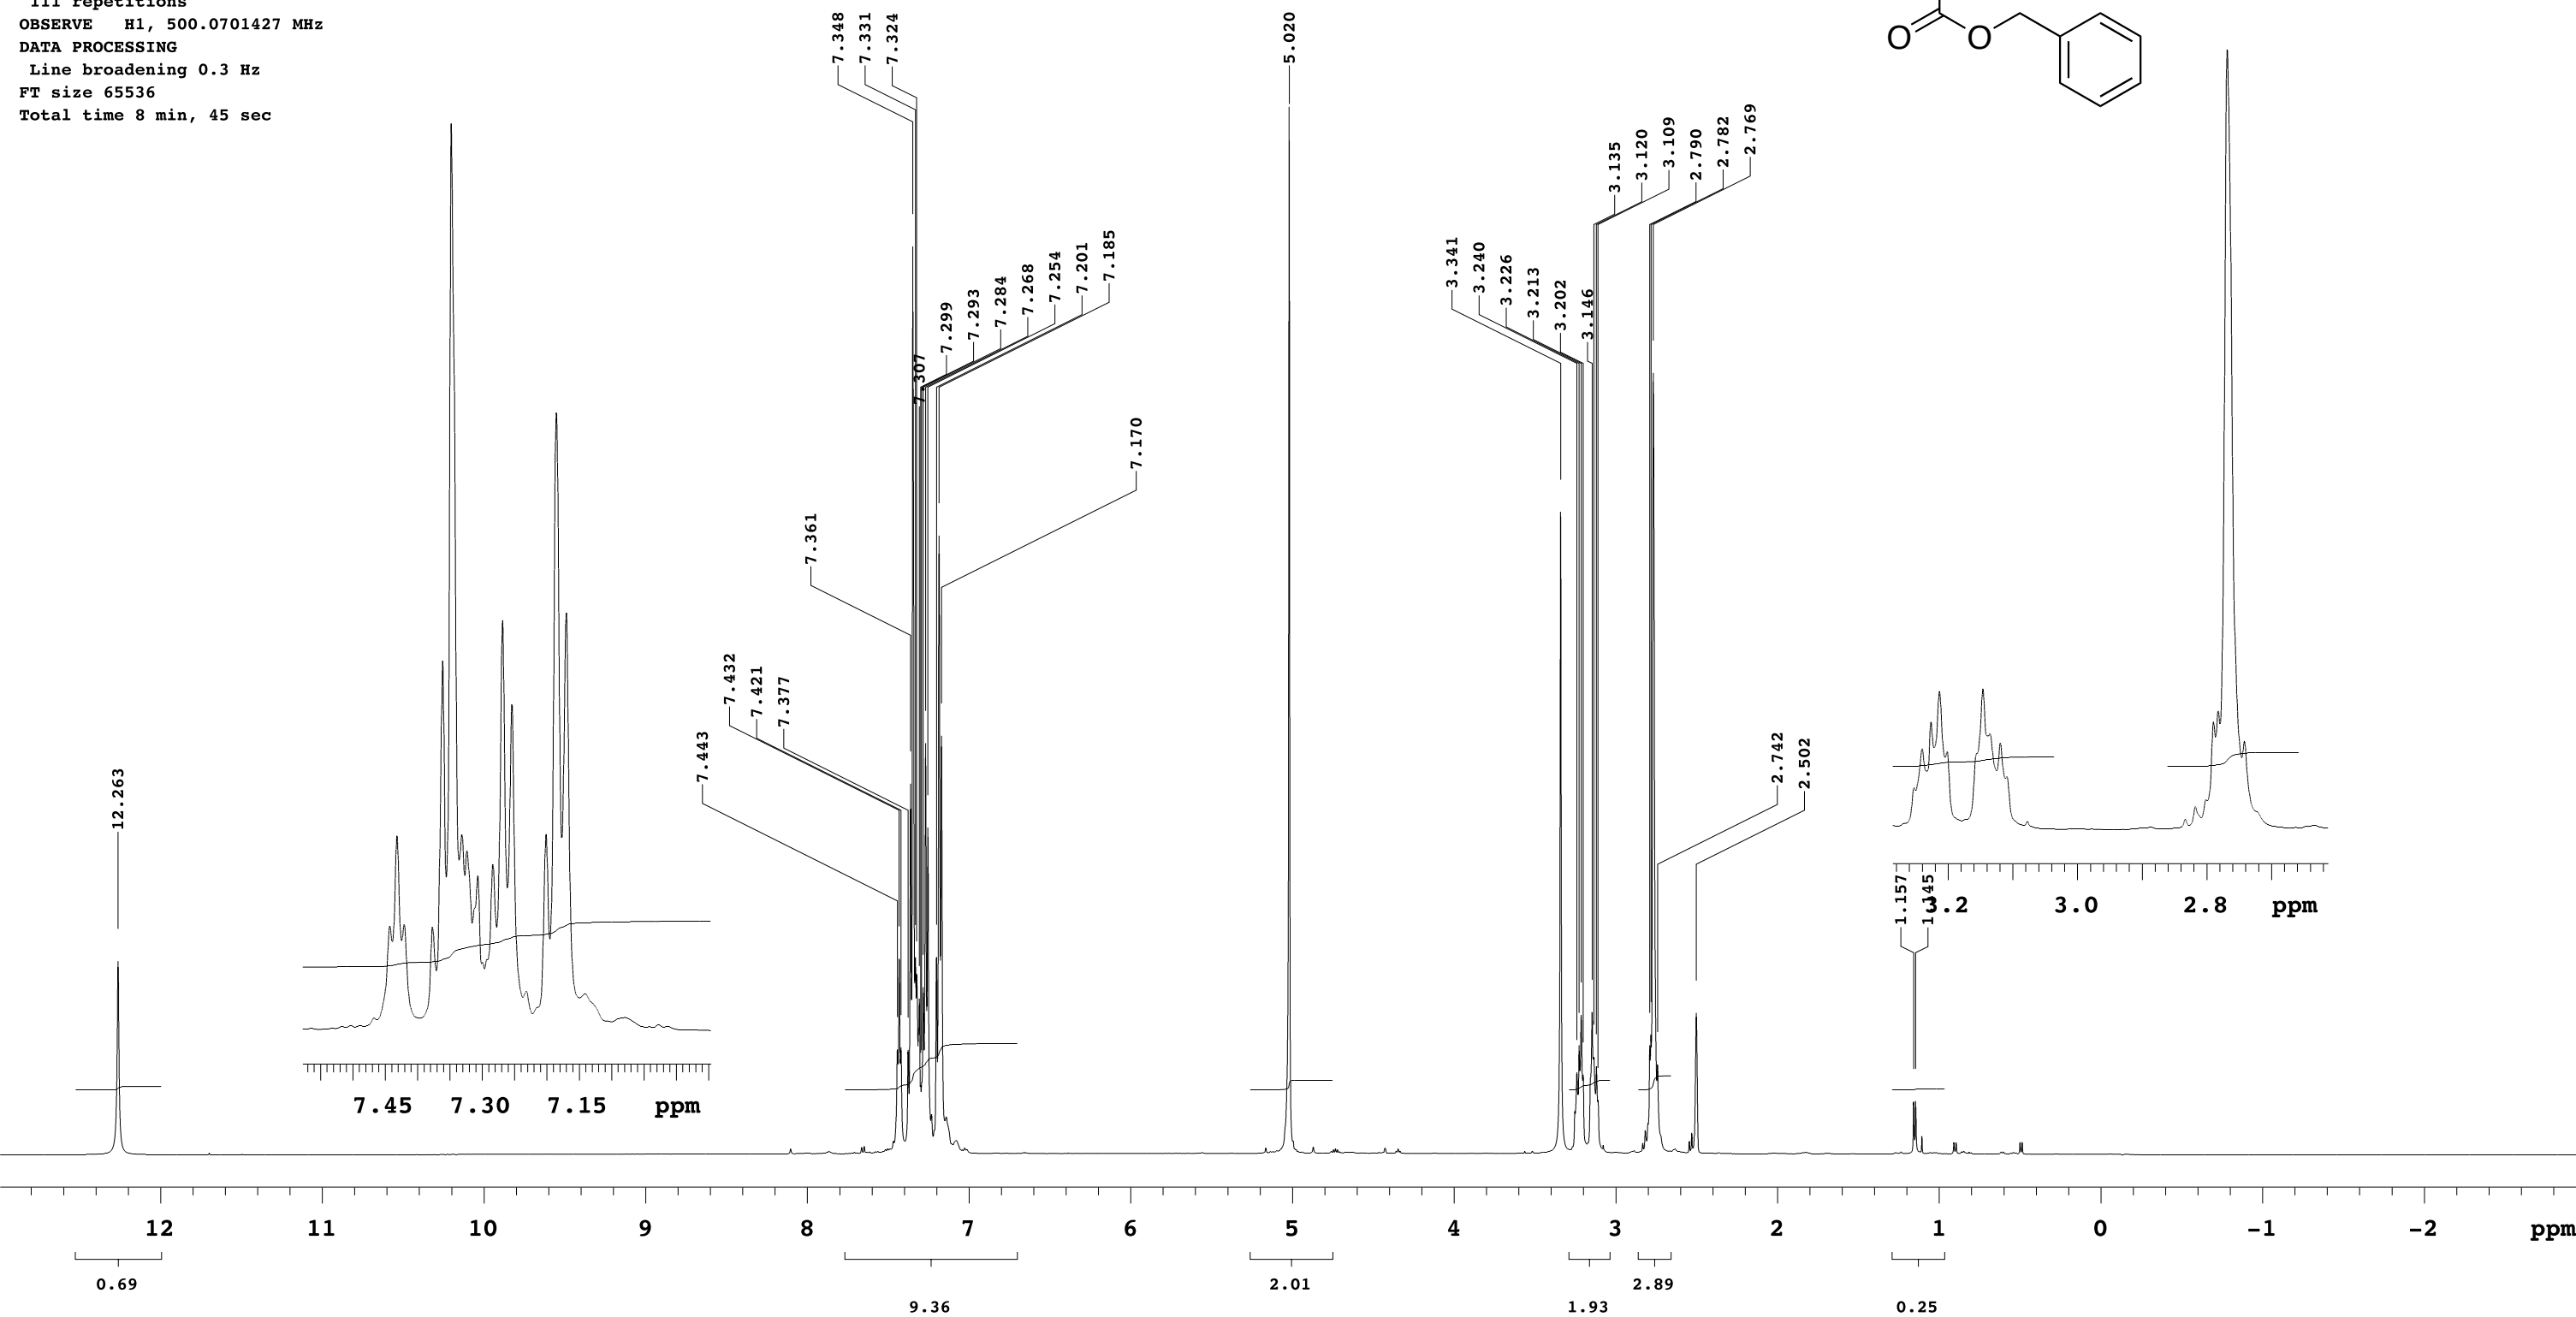 111 repetitions
OBSERVE H1, 500.0701427 MHz
DATA PROCESSING
Line broadening 0.3 Hz
FT size 65536
Total time 8 min, 45 sec
O
O
12.263
7.443
7.432
7.421
7.377
7.361
7.348
7.331
7.324
7.307
7.299
7.293
7.284
7.268
7.254
7.201
7.185
7.170
5.020
3.341
3.240
3.226
3.213
3.202
3.146
3.135
3.120
3.109
2.790
2.782
2.769
2.742
2.502
1.157
1.145
7.45 7.30 7.15 ppm
3.2 3.0 2.8 ppm
12 11 10 9 8 7 6 5 4 3 2 1 0 -1 -2 ppm
0.69 2.01 2.89
9.36 1.93 0.25